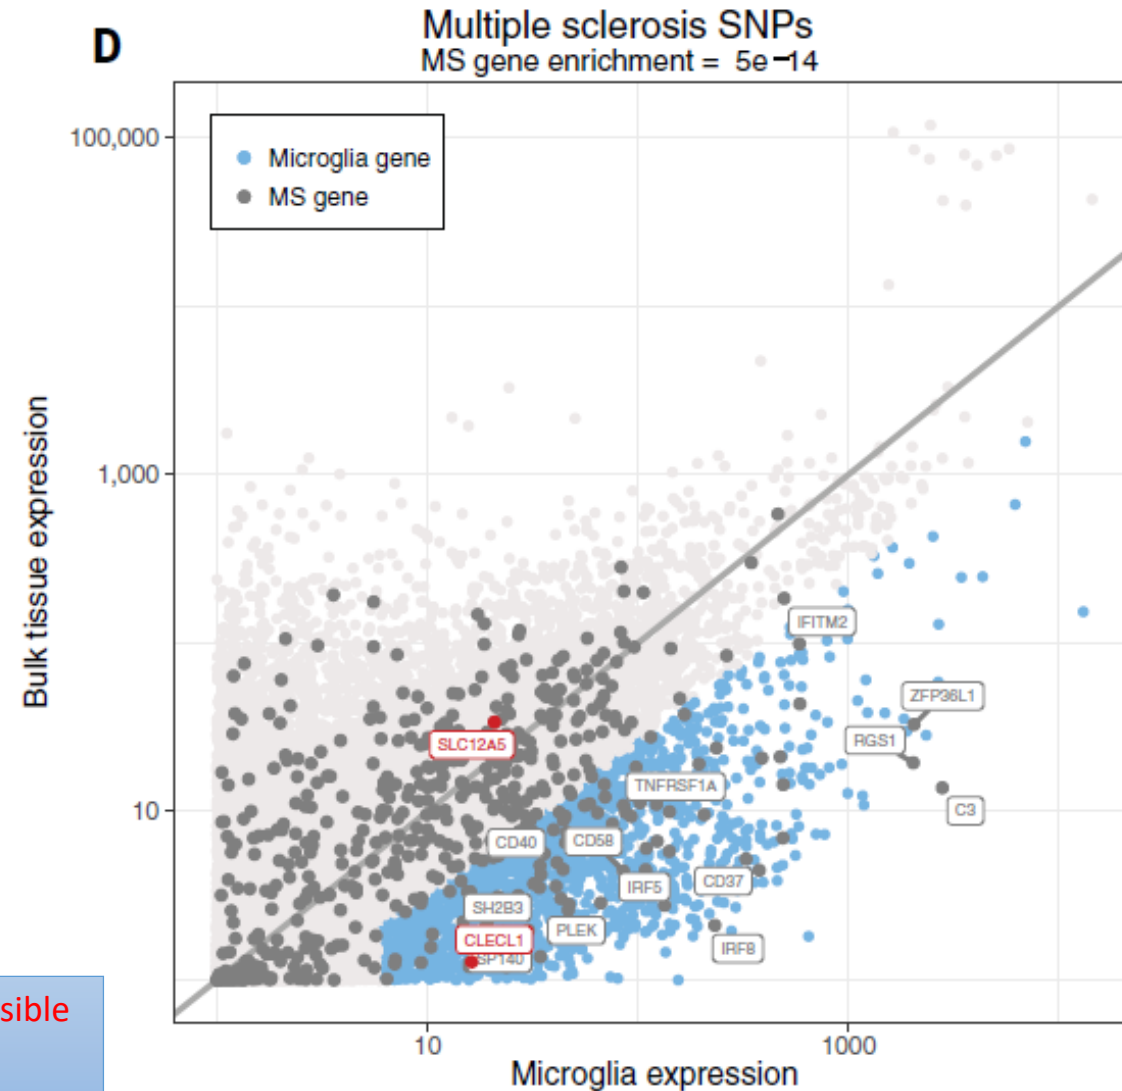 D
Multiple sclerosis SNPs
MS gene enrichment = 5e−14
100,000
Microglia gene
MS gene
1,000
IFITM2
ZFP36L1
RGS1
SLC12A5
TNFRSF1A
C3
10
CD40
CD58
CD37
IRF5
SH2B3
PLEK
CLECL1
IRF8
SP140
Bulk tissue expression
sible
10
1000
Microglia expression